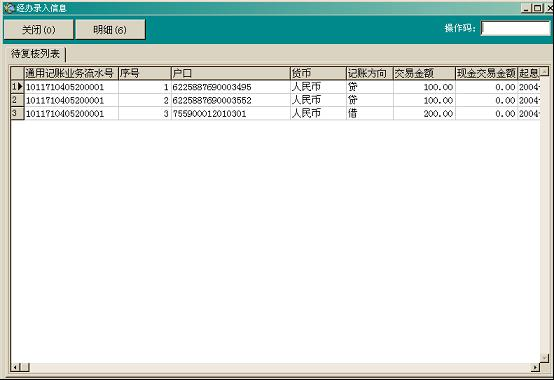 经办录入信息
关闭(0) 明细(6) 操作码:
待复核列表
通用记账业务流水号 序号 户口 货币 记账方向 交易金额 现金交易金额 起息
1 1011710405200001 1 6225887690003495 人民币 贷 100.00 0.00 2004-
2 1011710405200001 2 6225887690003552 人民币 贷 100.00 0.00 2004-
3 1011710405200001 3 755900012010301 人民币 借 200.00 0.00 2004-